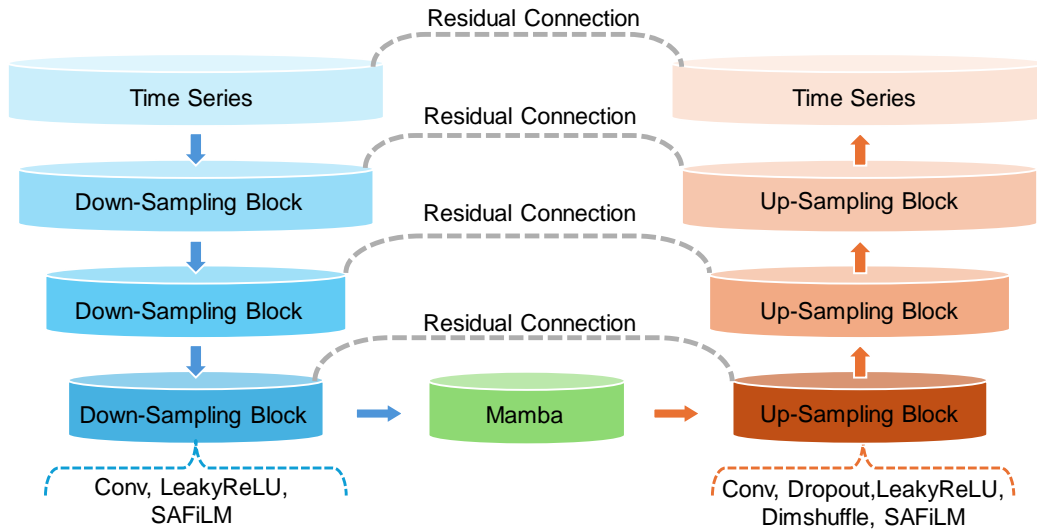 Residual Connection
Time Series
Time Series
Residual Connection
Down-Sampling Block
Up-Sampling Block
Residual Connection
Down-Sampling Block
Up-Sampling Block
Residual Connection
Down-Sampling Block
Mamba
Up-Sampling Block
Conv, LeakyReLU,
SAFiLM
Conv, Dropout,LeakyReLU,
Dimshuffle, SAFiLM